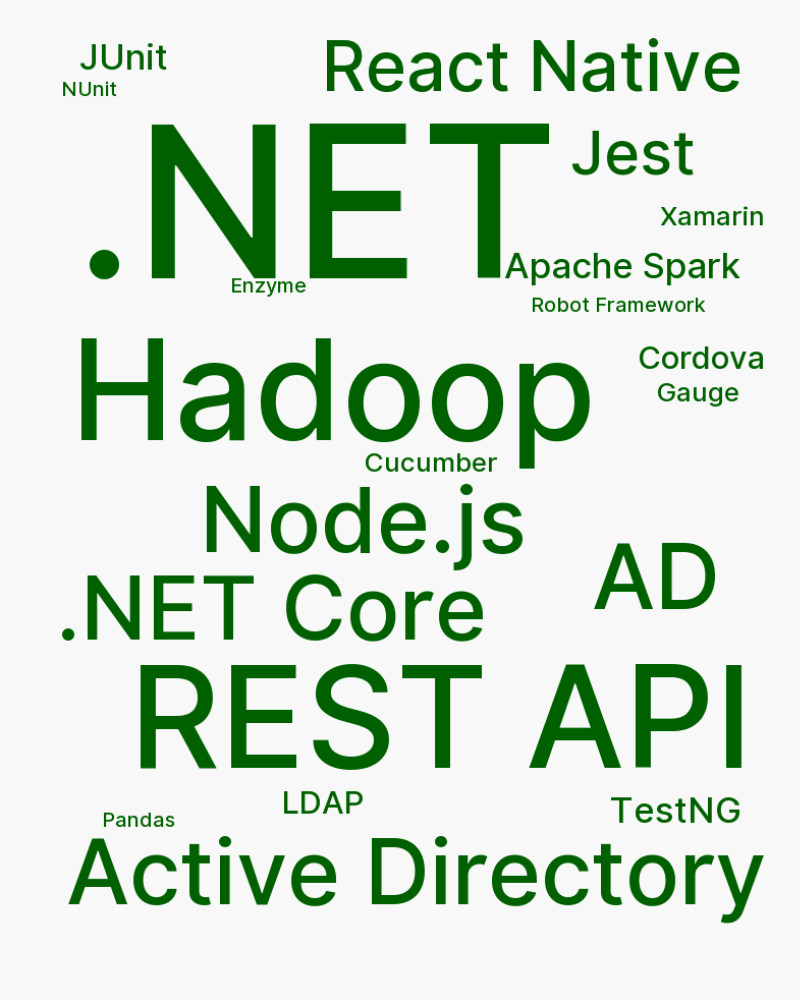 JUnit
React Native
NUnit
.NET
Jest
Xamarin
Apache Spark
Enzyme
Robot Framework
Hadoop
Cordova
Gauge
Cucumber
Node.js
AD
.NET Core
REST API
LDAP
TestNG
Pandas
Active Directory